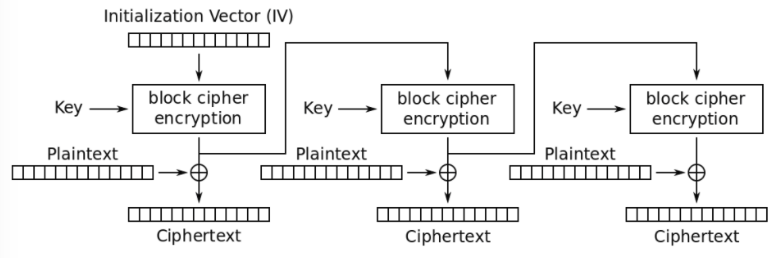 Initialization Vector (IV)
Key
block cipher
encryption
Key
block cipher
encryption
Key
block cipher
encryption
Plaintext
Plaintext
Plaintext
Ciphertext
Ciphertext
Ciphertext